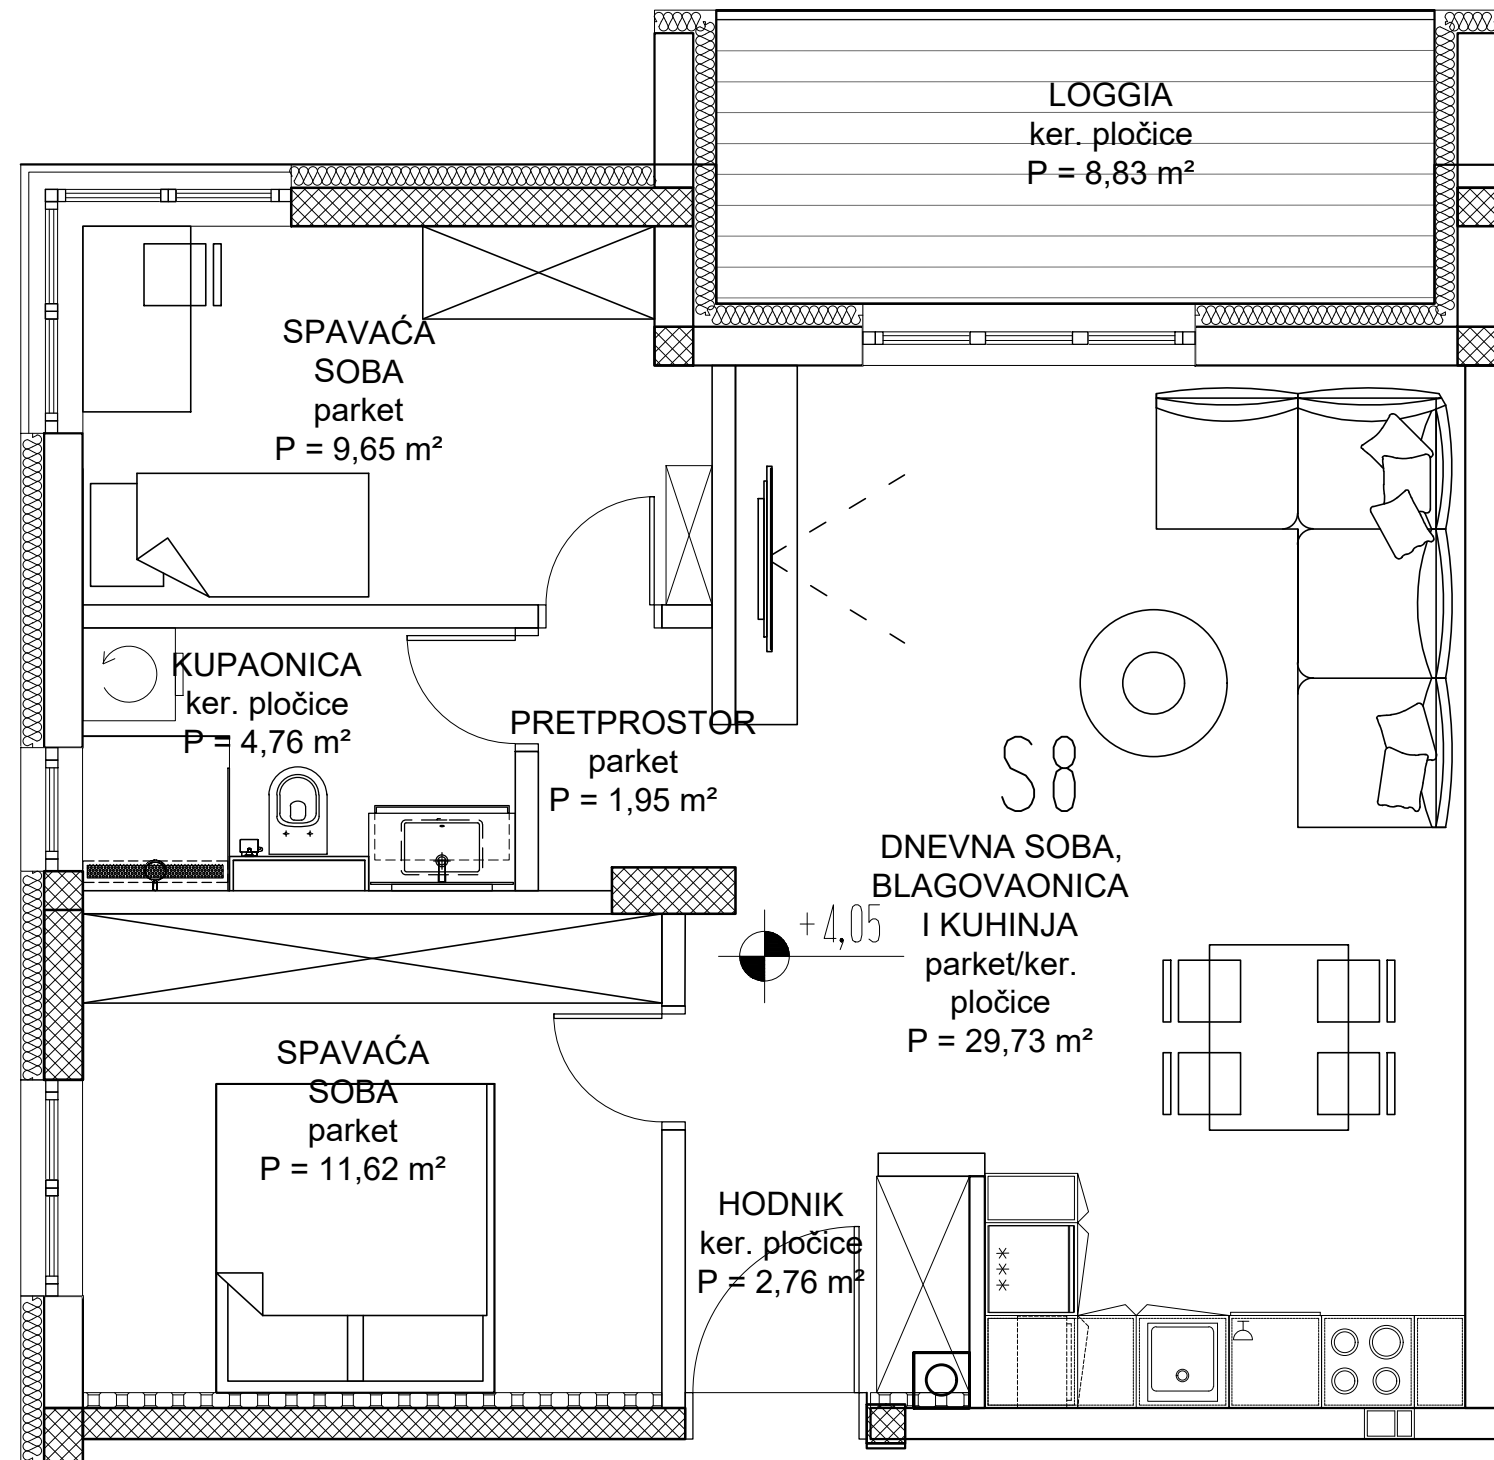 LOGGIA
ker. pločice
P = 8,83 m²
SPAVAĆA
SOBA
parket
P = 9,65 m²
KUPAONICA
ker. pločice
P = 4,76 m²
PRETPROSTOR
parket
P = 1,95 m²
S8
DNEVNA SOBA,
BLAGOVAONICA
I KUHINJA
parket/ker.
pločice
P = 29,73 m²
+4,05
SPAVAĆA
SOBA
parket
P = 11,62 m²
HODNIK
ker. pločice
P = 2,76 m²